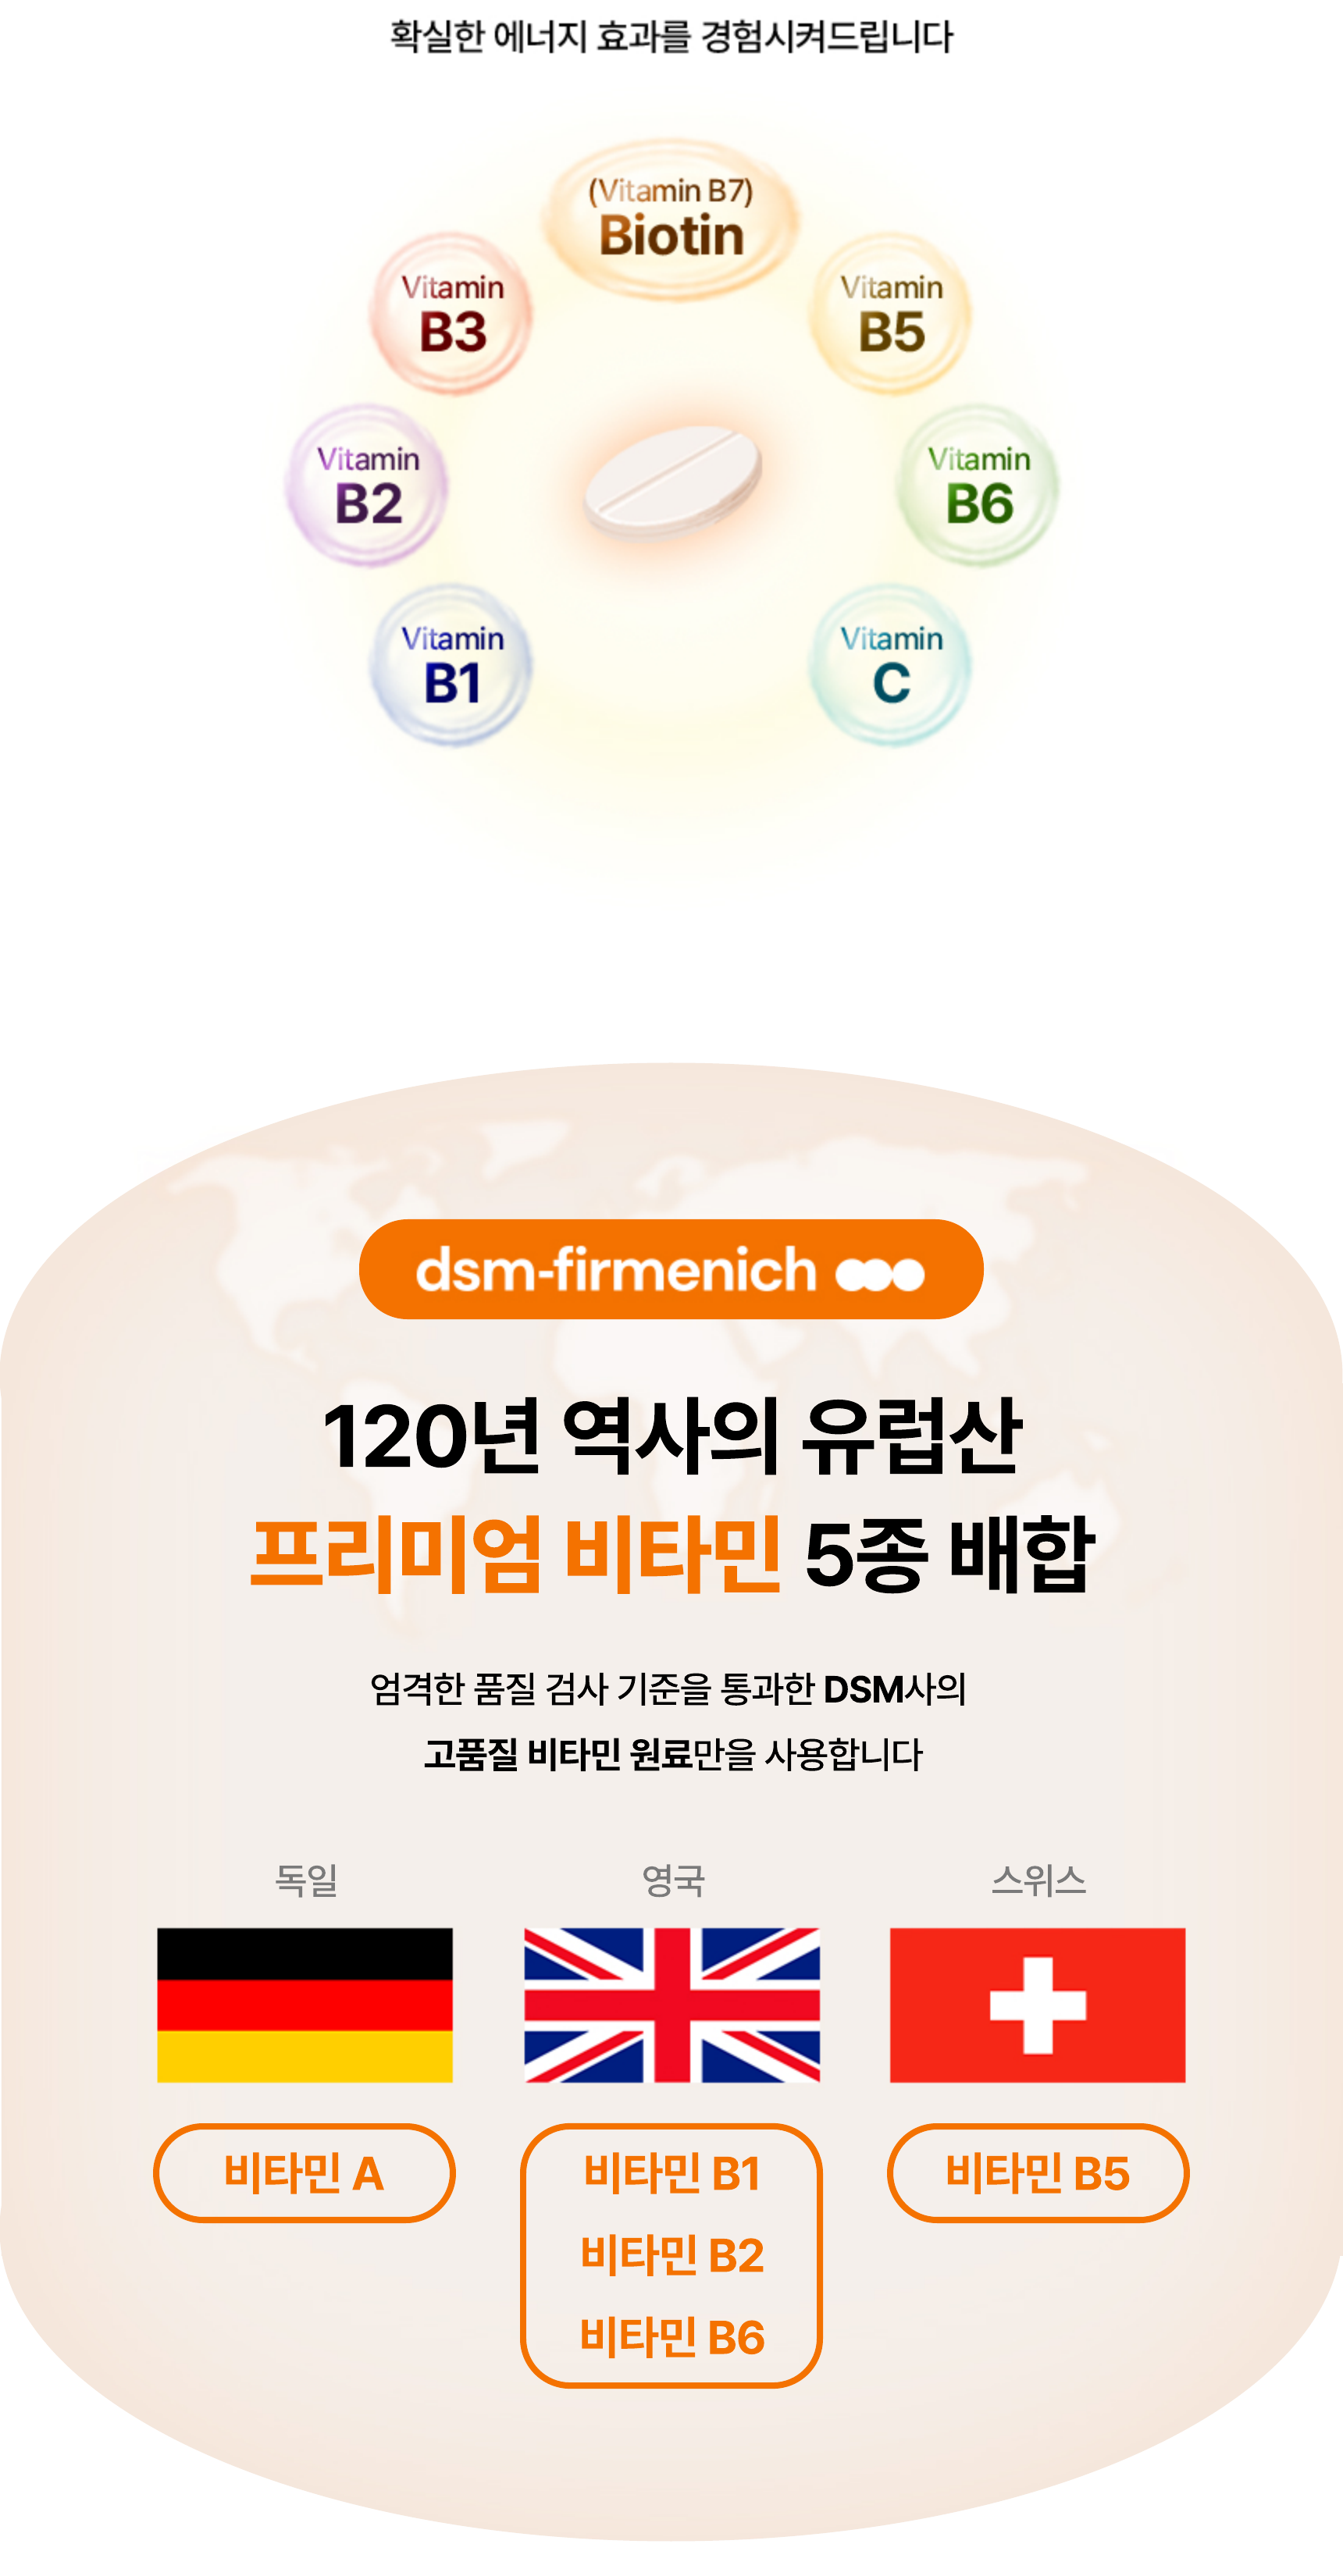 확실한 에너지 효과를 경험시켜드립니다
(Vitamin B7)
Biotin
Vitamin
B3
Vitamin
B5
Vitamin
B2
Vitamin
B6
Vitamin
B1
Vitamin
C
dsm-firmenich
120년 역사의 유럽산
프리미엄 비타민 5종 배합
엄격한 품질 검사 기준을 통과한 DSM사의
고품질 비타민 원료만을 사용합니다
독일
영국
스위스
비타민 A
비타민 B1
비타민 B2
비타민 B6
비타민 B5